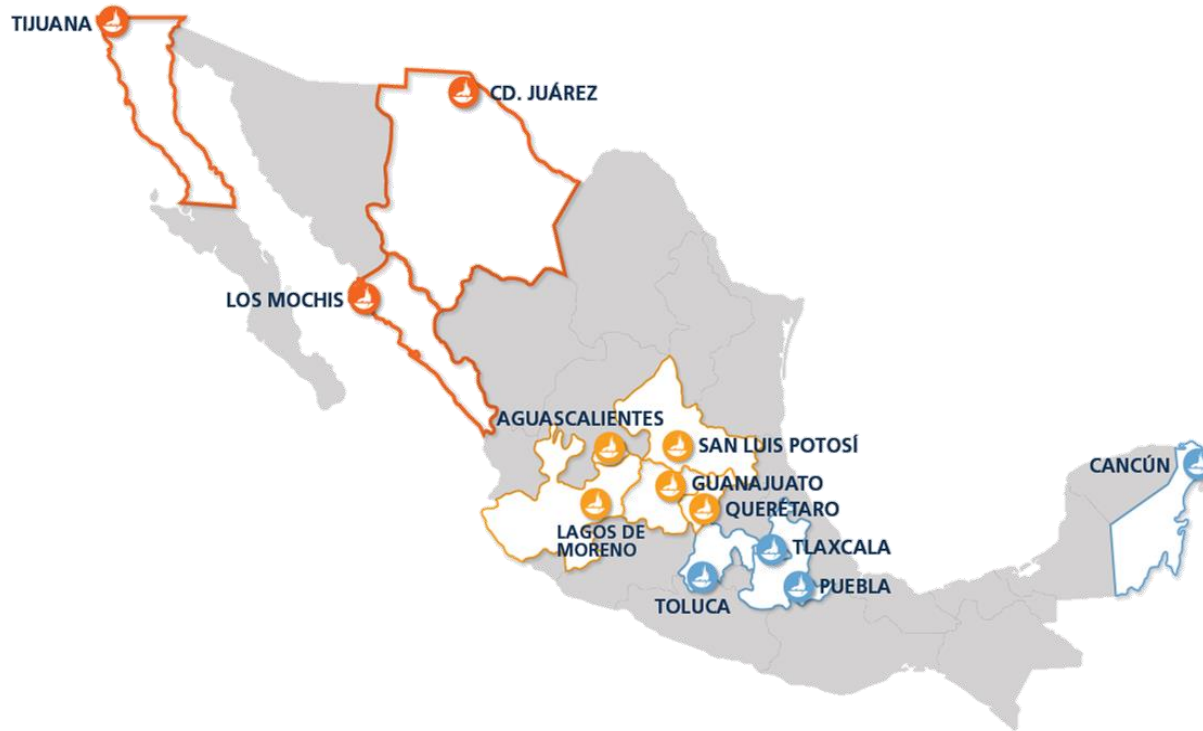 TIJUANA
CD. JUÁREZ
LOS MOCHIS
AGUASCALIENTES
SAN LUIS POTOSÍ
CANCÚN
GUANAJUATO
QUERÉTARO
LAGOS DE
MORENO
TLAXCALA
PUEBLA
TOLUCA